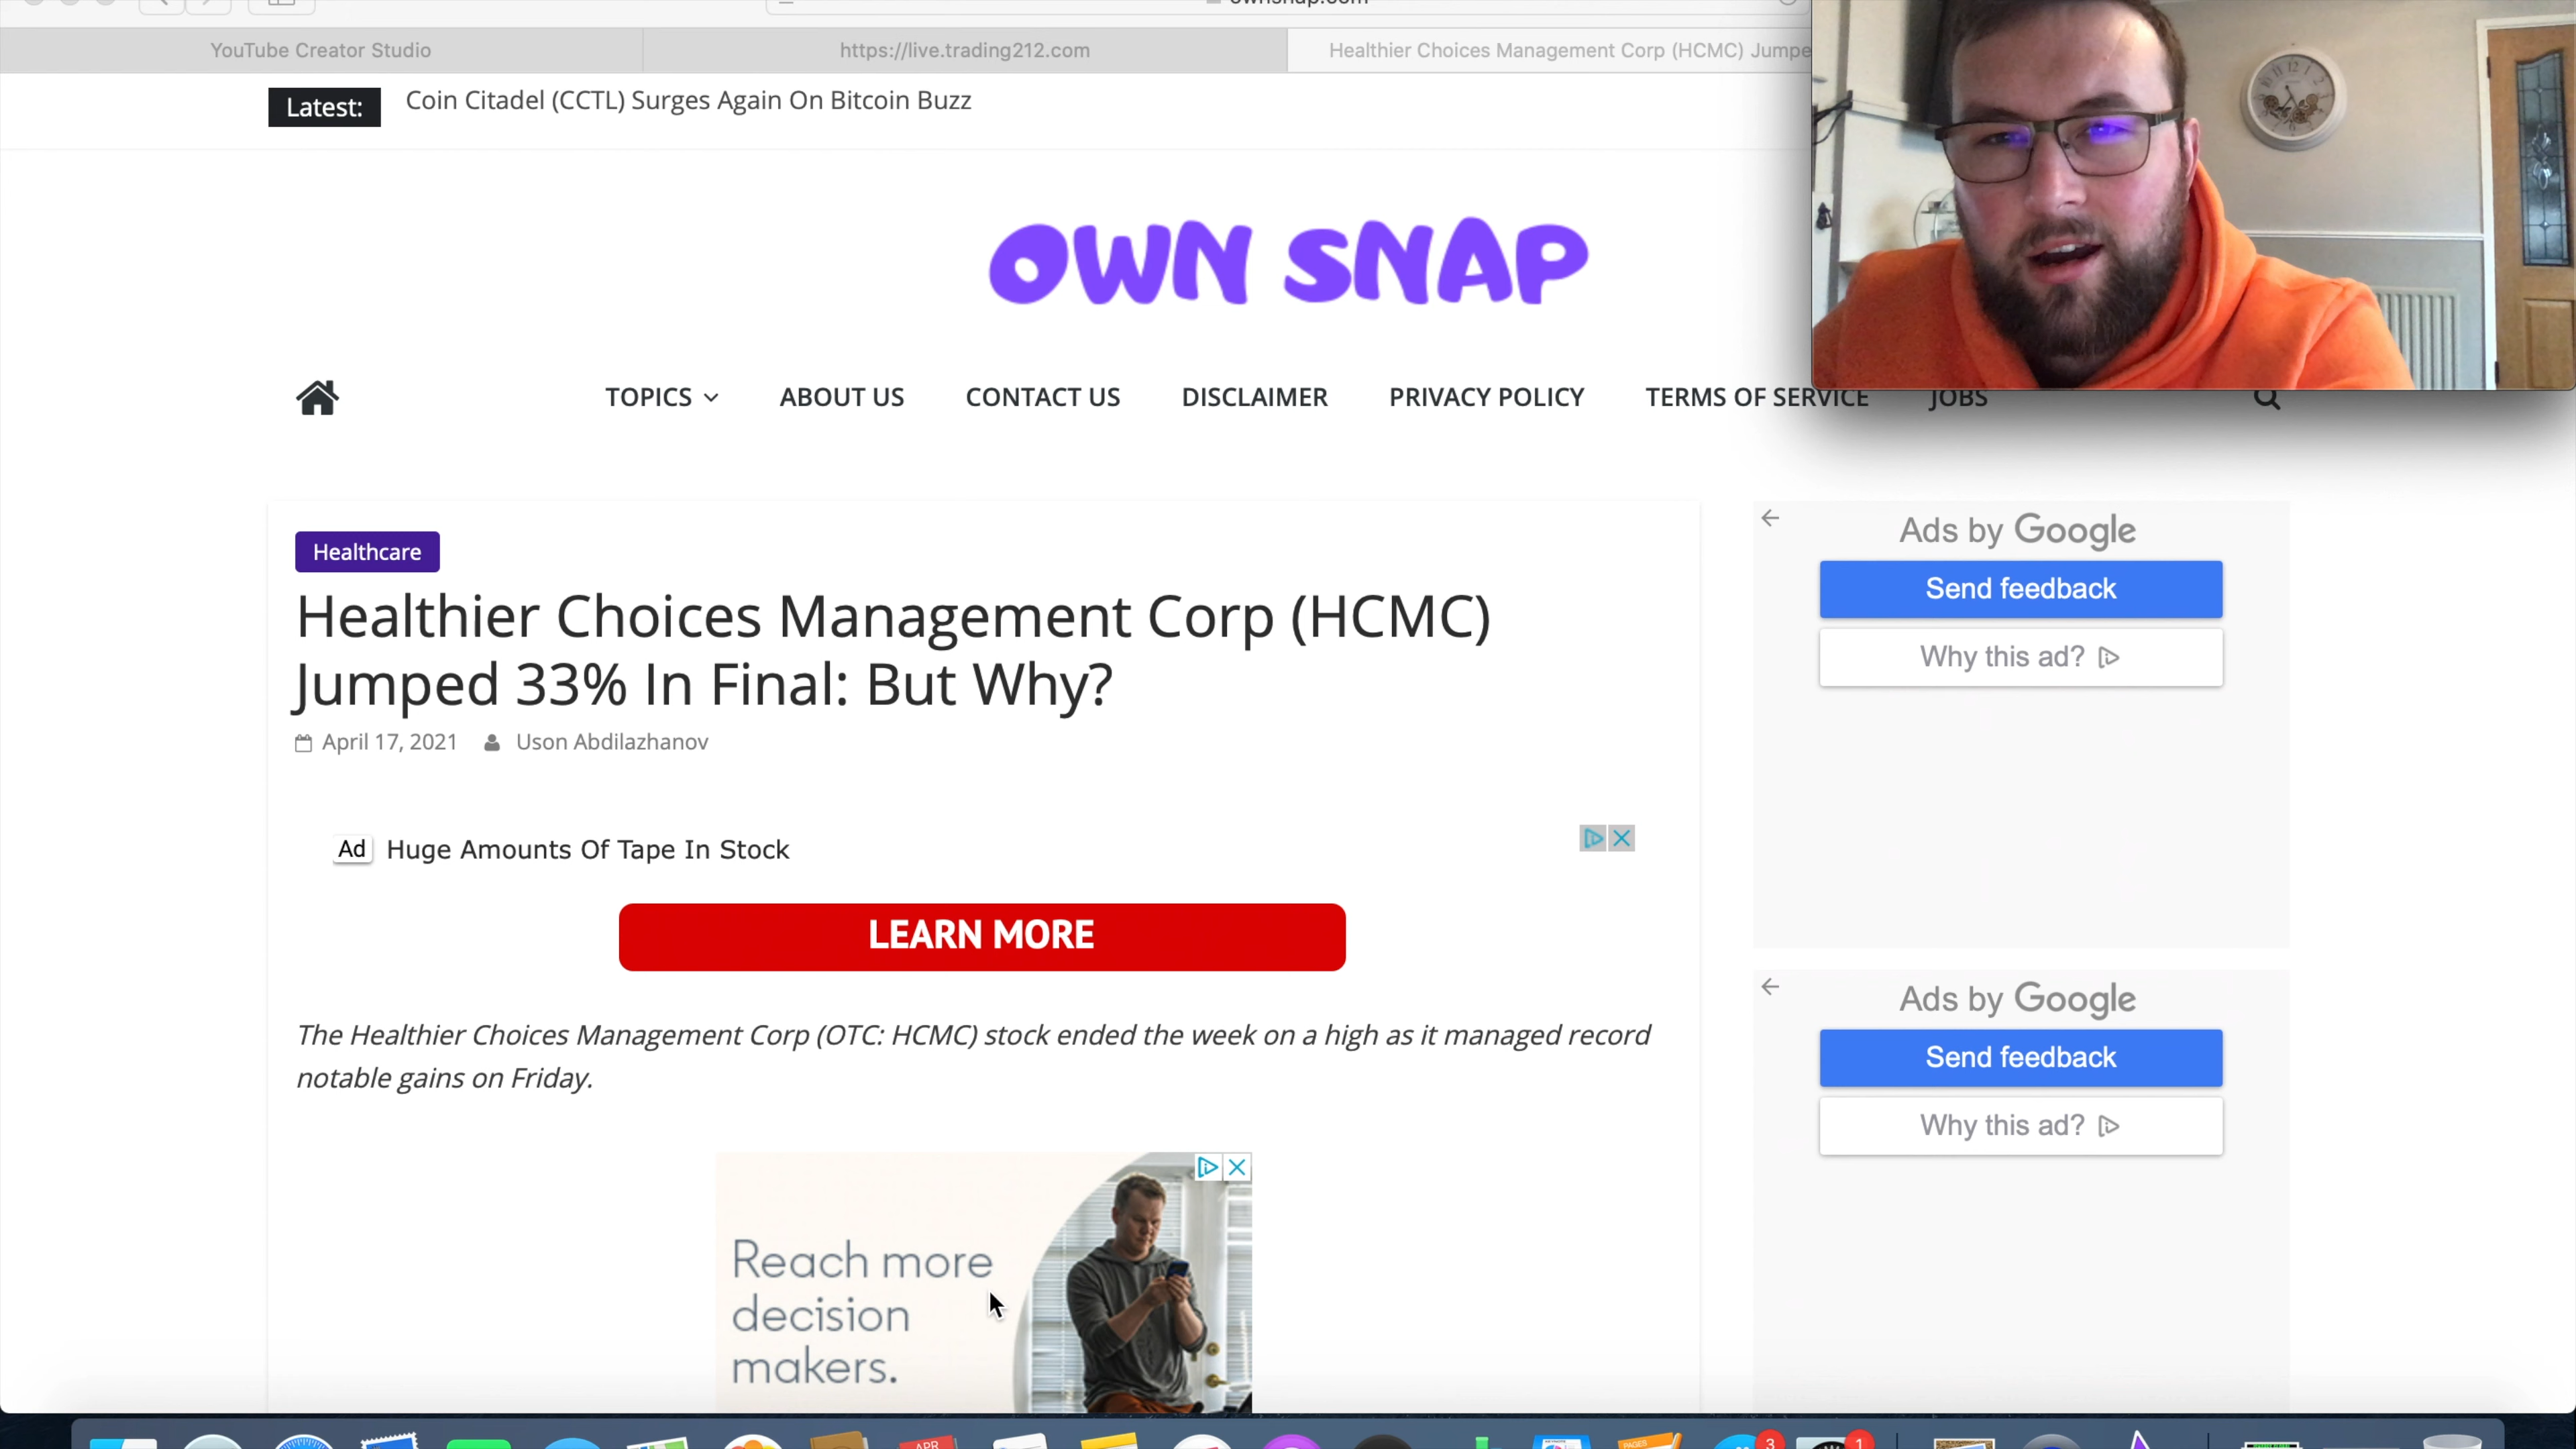 YouTube Creator Studio
https://live.trading212.com
Healthier Choices Management Corp (HCMC) Jumpe
Latest:
Coin Citadel (CCTL) Surges Again On Bitcoin Buzz
OWN SNAP
TOPICS
ABOUT US
CONTACT US
DISCLAIMER
PRIVACY POLICY
TERMS OF SERVICE
JOBS
Healthcare
Healthier Choices Management Corp (HCMC)
Jumped 33% In Final: But Why?
April 17, 2021
Uson Abdilazhanov
Ad Huge Amounts Of Tape In Stock
LEARN MORE
The Healthier Choices Management Corp (OTC: HCMC) stock ended the week on a high as it managed record
notable gains on Friday.
Reach more
decision
makers.
Ads by Google
Send feedback
Why this ad?
Ads by Google
Send feedback
Why this ad?
APR
PAGES
3
1